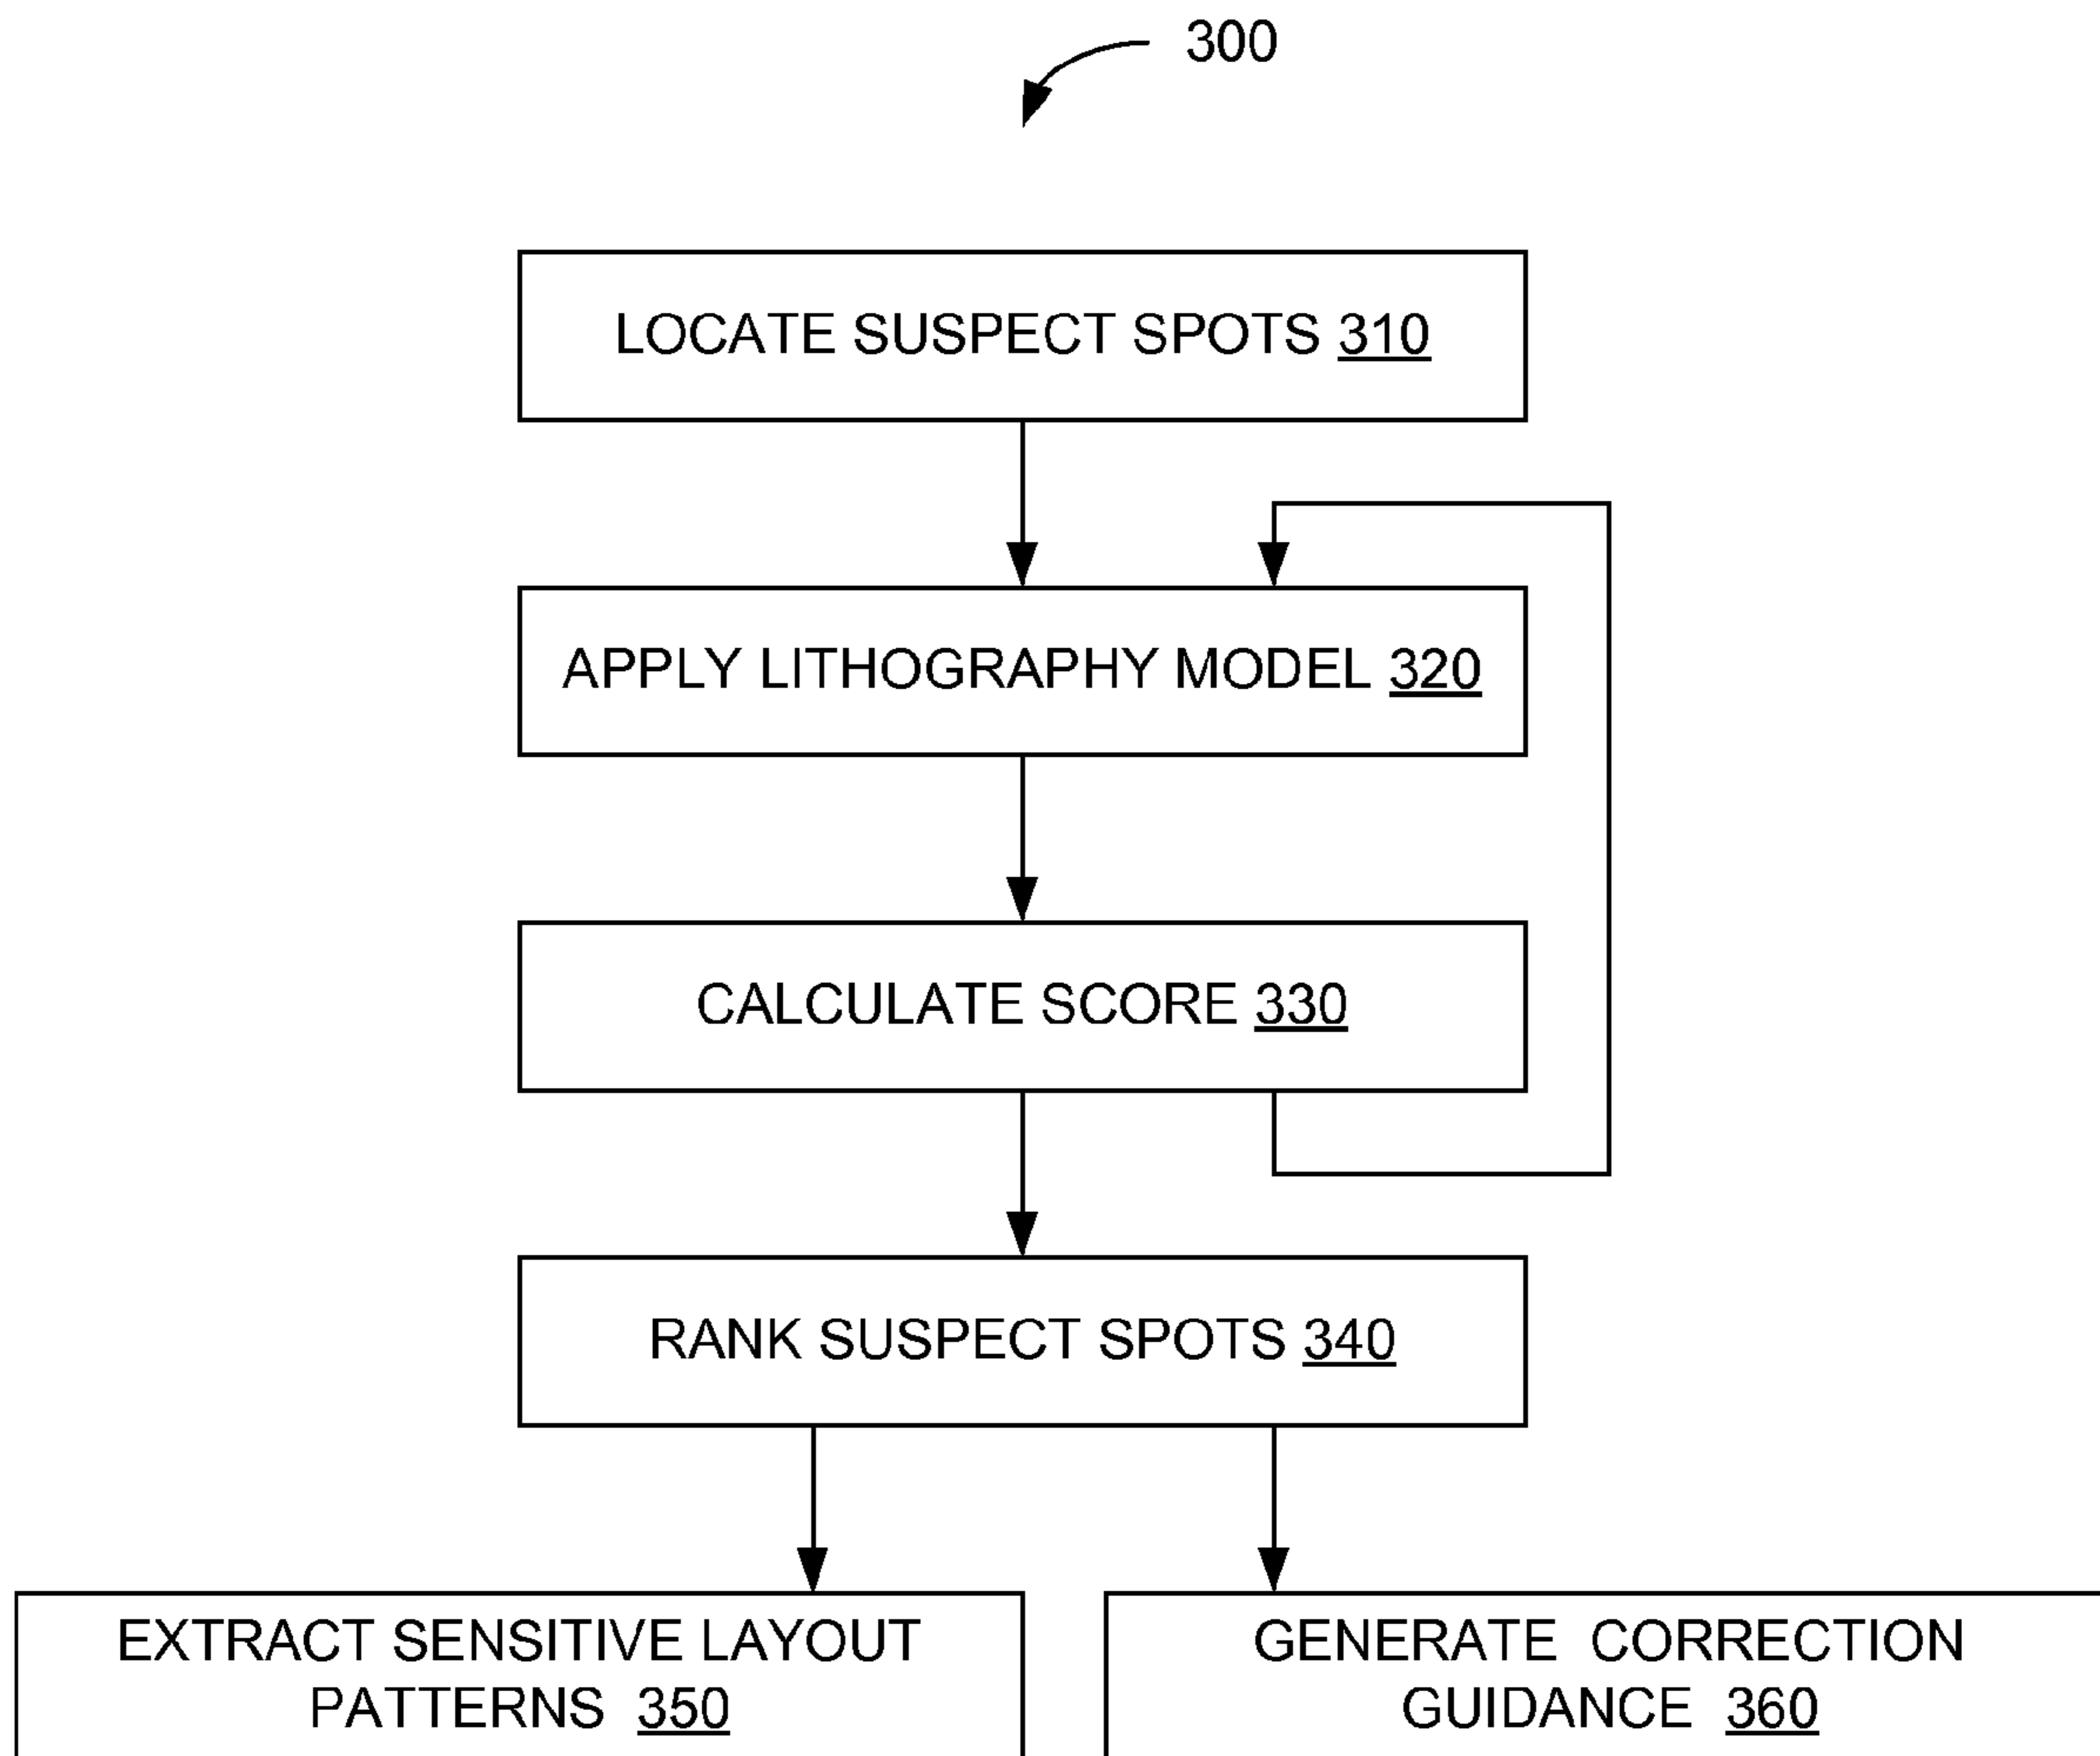 300
LOCATE SUSPECT SPOTS 310
APPLY LITHOGRAPHY MODEL 320
CALCULATE SCORE 330
RANK SUSPECT SPOTS 340
EXTRACT SENSITIVE LAYOUT
PATTERNS 350
GENERATE CORRECTION
GUIDANCE 360